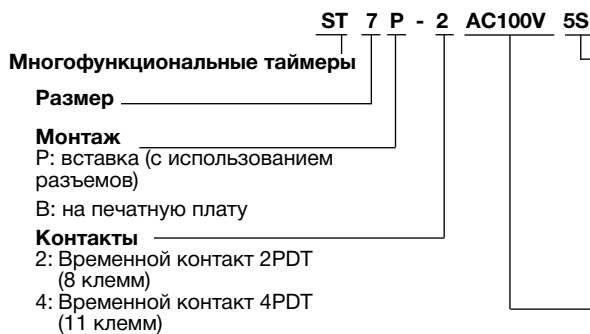 ST 7 P - 2 AC100V 5S
Многофункциональные таймеры
Размер
Монтаж
P: вставка (с использованием
разъемов)
B: на печатную плату
Контакты
2: Временной контакт 2PDT
(8 клемм)
4: Временной контакт 4PDT
(11 клемм)